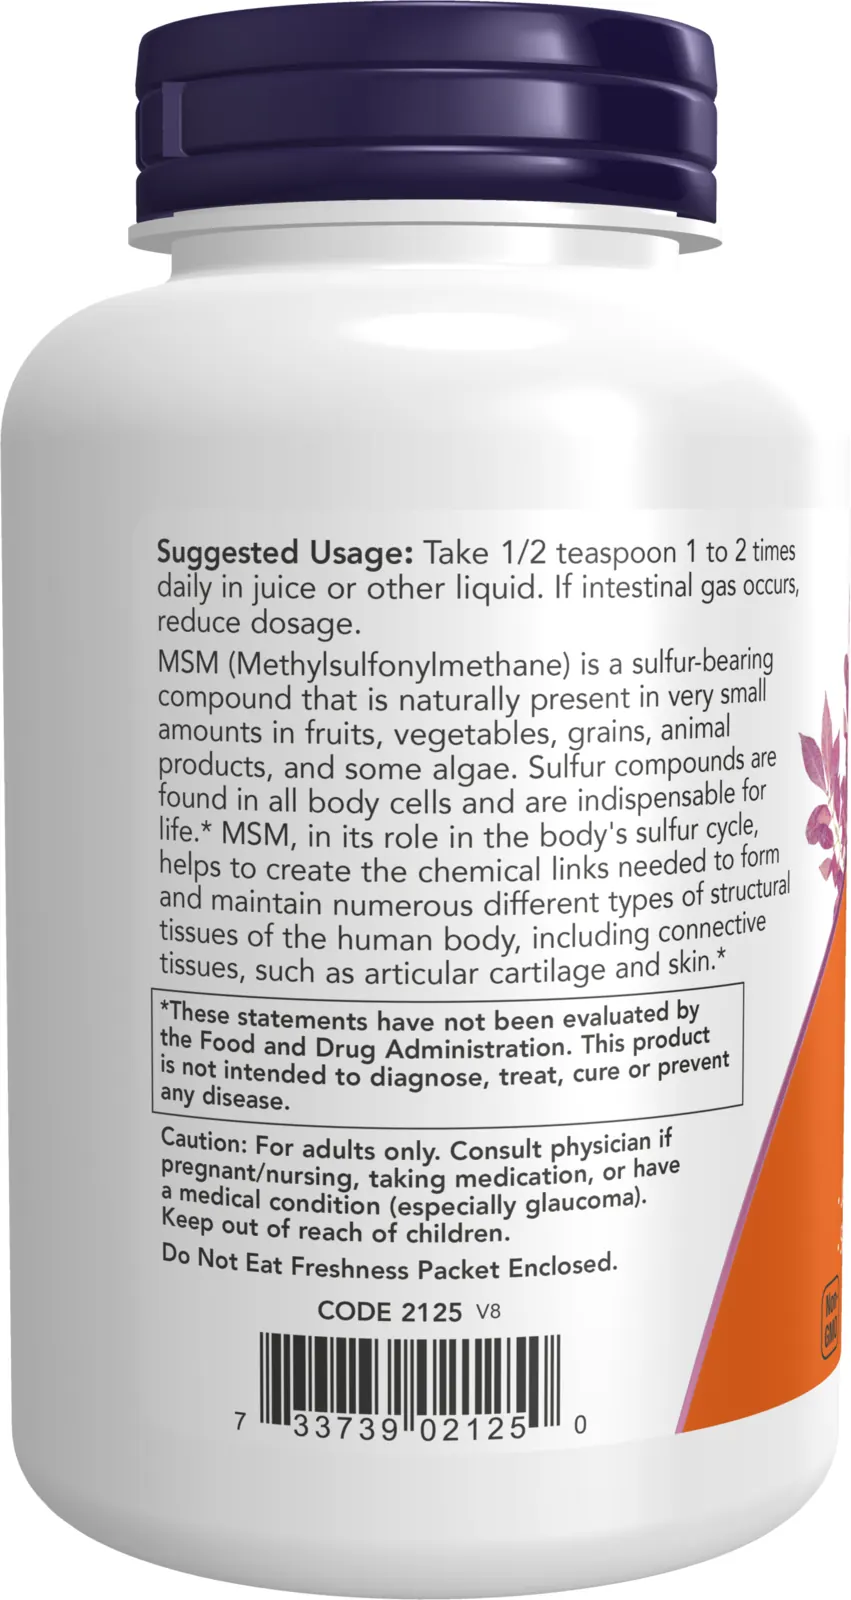 Suggested Usage: Take 1/2 teaspoon 1 to 2 times
daily in juice or other liquid. If intestinal gas occurs,
reduce dosage.
MSM (Methylsulfonylmethane) is a sulfur-bearing
compound that is naturally present in very small
amounts in fruits, vegetables, grains, animal
products, and some algae. Sulfur compounds are
found in all body cells and are indispensable for
life.* MSM, in its role in the body's sulfur cycle,
helps to create the chemical links needed to form
and maintain numerous different types of structural
tissues of the human body, including connective
tissues, such as articular cartilage and skin.*
*These statements have not been evaluated by
the Food and Drug Administration. This product
is not intended to diagnose, treat, cure or prevent
any disease.
Caution: For adults only. Consult physician if
pregnant/nursing, taking medication, or have
a medical condition (especially glaucoma).
Keep out of reach of children.
Do Not Eat Freshness Packet Enclosed.
CODE 2125 V8
7 33739 02125 0
Non-
GMO